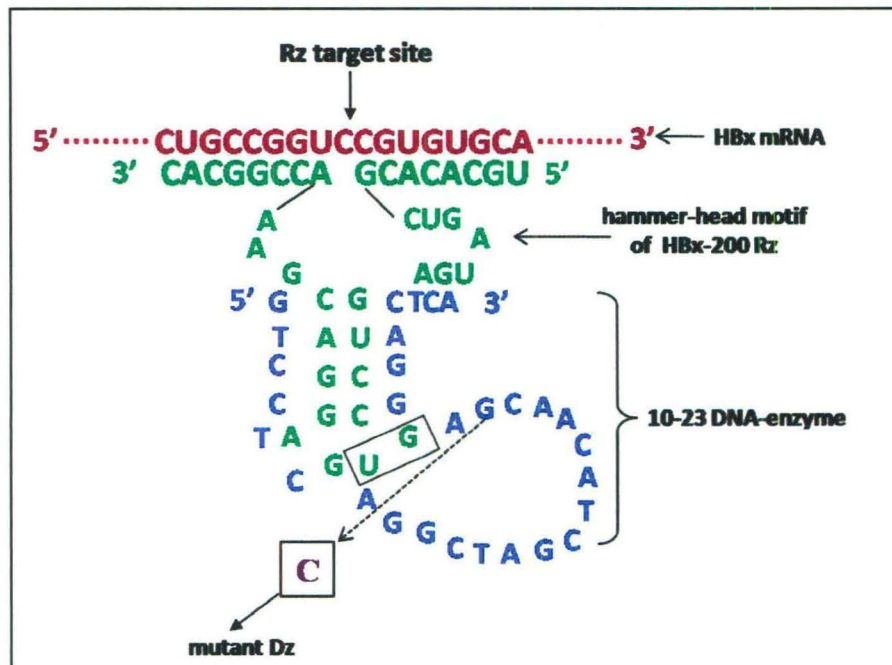 Rz target site
5' ........ CUGCCGGUCCGUGUGCA ........ 3'
HBx mRNA
3' CACGGCCA GCACACGU 5'
A
A
G
CUG
A
AGU
hammer-head motif
of HBx-200 Rz
5' G C G CTCA 3'
T A U A
C G C G
C G C G
T A G U G A G C A A C A T C G A T C G G A
C
10-23 DNA-enzyme
C
mutant Dz